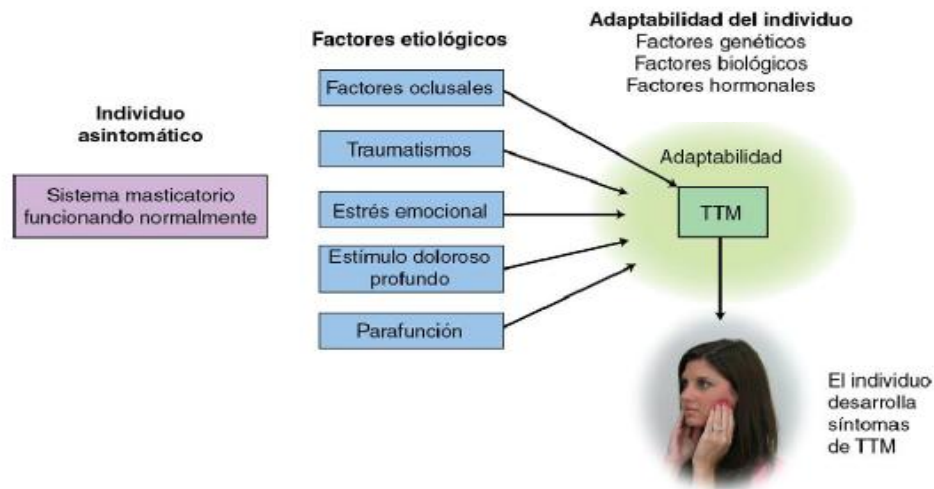 Individuo
asintomático
Sistema masticatorio
funcionando normalmente
Factores etiológicos
Factores oclusales
Traumatismos
Estrés emocional
Estímulo doloroso
profundo
Parafunción
Adaptabilidad del individuo
Factores genéticos
Factores biológicos
Factores hormonales
Adaptabilidad
TTM
El individuo
desarrolla
síntomas
de TTM